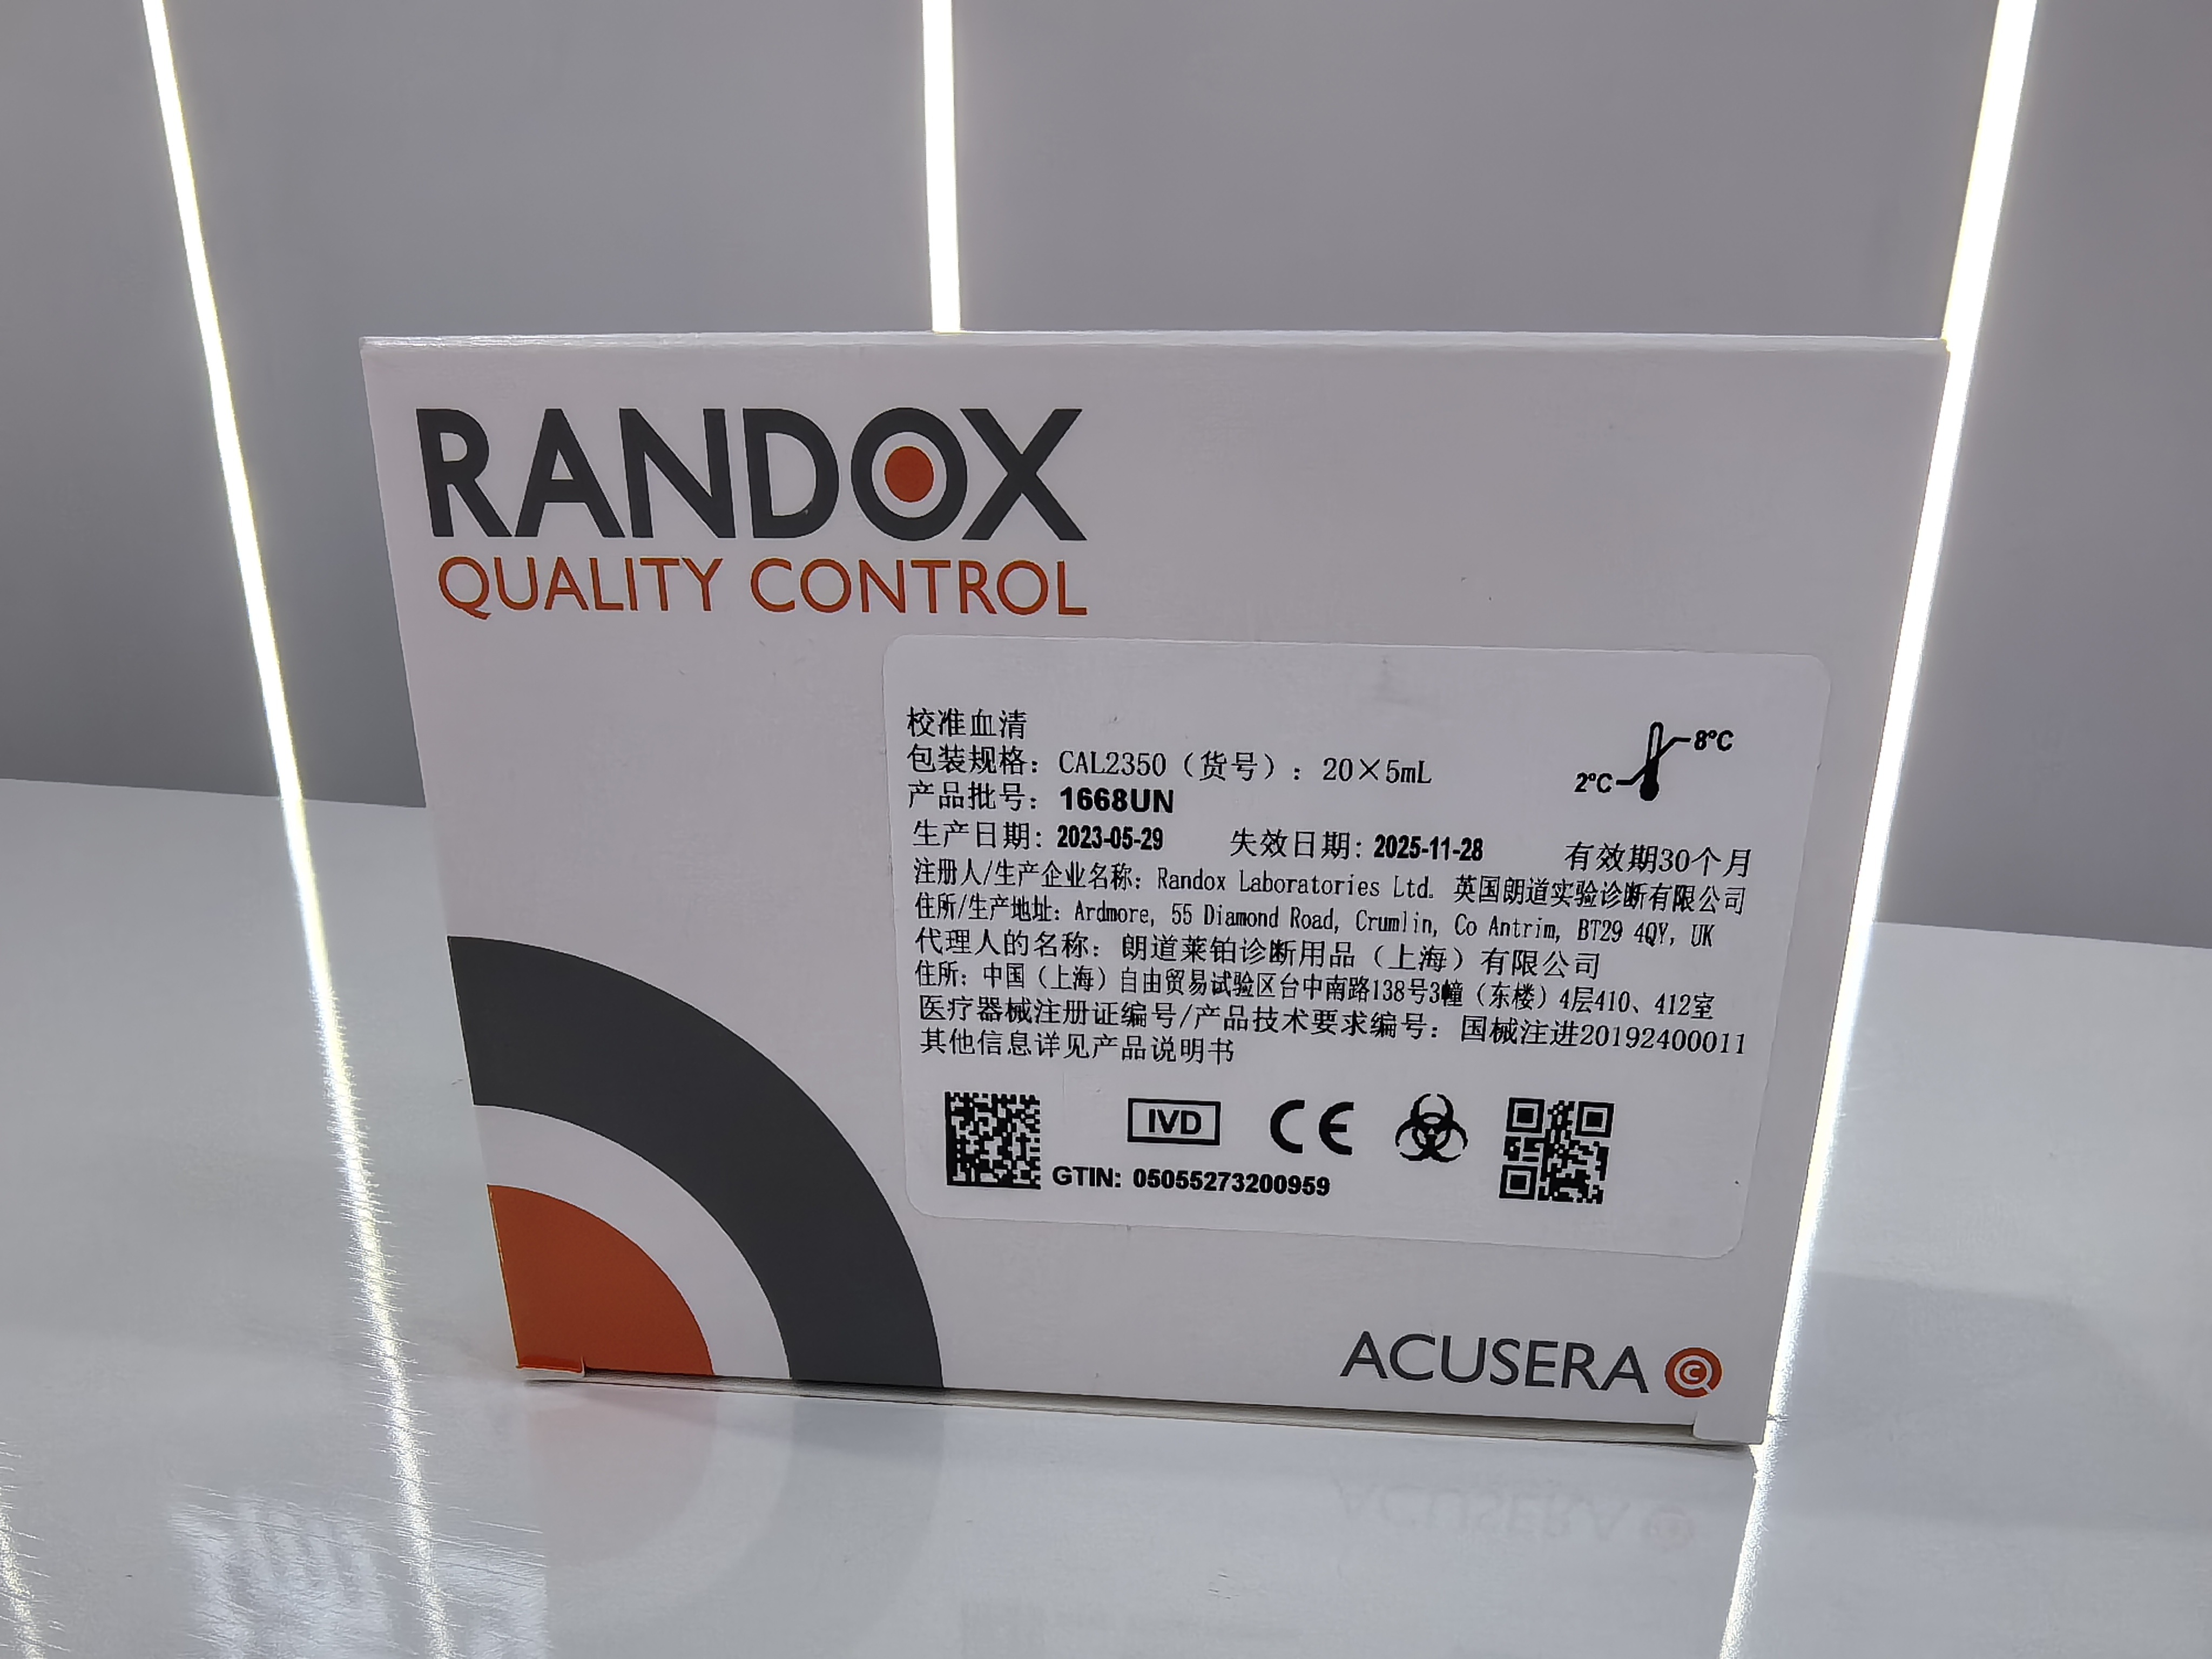 RANDOX
QUALITY CONTROL
校准血清
包装规格：CAL2350（货号）：20×5mL
8°C
2°C
产品批号：1668UN
生产日期：2023-05-29 失效日期：2025-11-28 有效期30个月
注册人/生产企业名称：Randox Laboratories Ltd. 英国朗道实验诊断有限公司
住所/生产地址：Ardmore, 55 Diamond Road, Crumlin, Co Antrim, BT29 4QY, UK
代理人的名称：朗道莱铂诊断用品（上海）有限公司
住所：中国（上海）自由贸易试验区台中南路138号3幢（东楼）4层410、412室
医疗器械注册证编号/产品技术要求编号：国械注进20192400011
其他信息详见产品说明书
IVD CE
GTIN: 05055273200959
ACUSERA